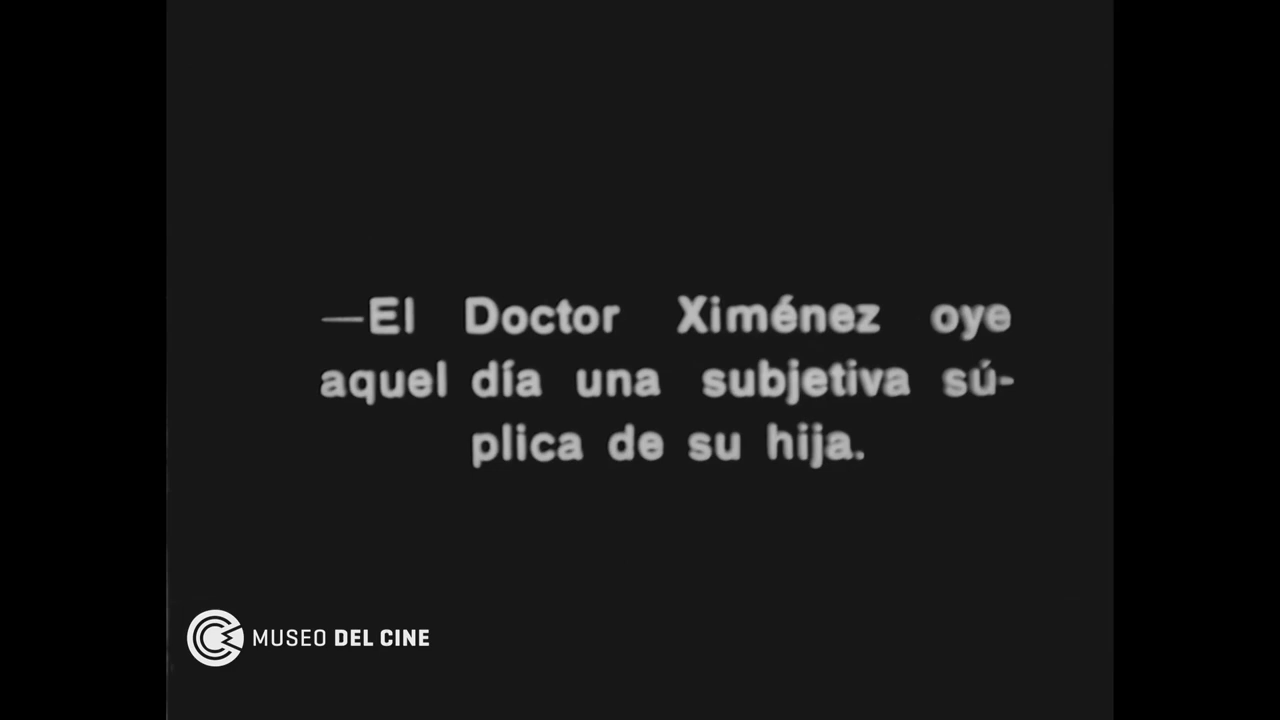 —El Doctor Ximénez oye
aquel día una subjetiva sú-
plica de su hija.
MUSEO DEL CINE